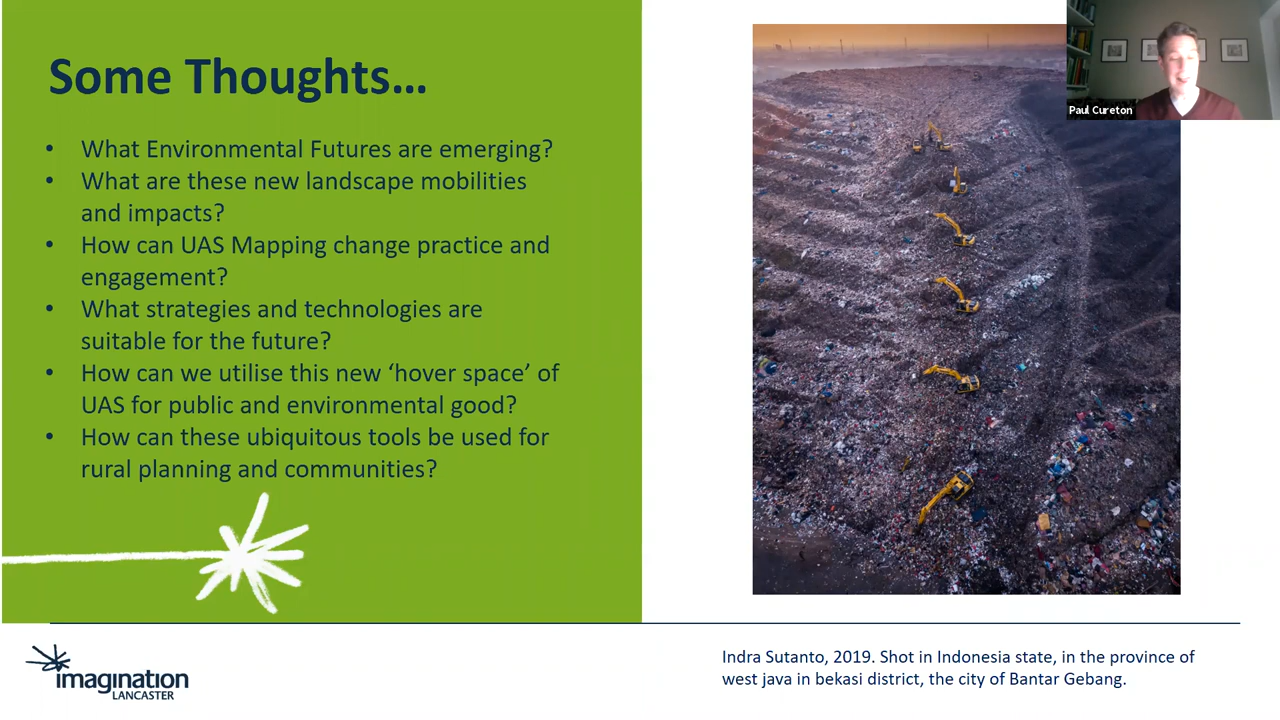 Some Thoughts...
• What Environmental Futures are emerging?
• What are these new landscape mobilities
and impacts?
• How can UAS Mapping change practice and
engagement?
• What strategies and technologies are
suitable for the future?
• How can we utilise this new ‘hover space’ of
UAS for public and environmental good?
• How can these ubiquitous tools be used for
rural planning and communities?
Paul Cureton
imagination
LANCASTER
Indra Sutanto, 2019. Shot in Indonesia state, in the province of
west java in bekasi district, the city of Bantar Gebang.